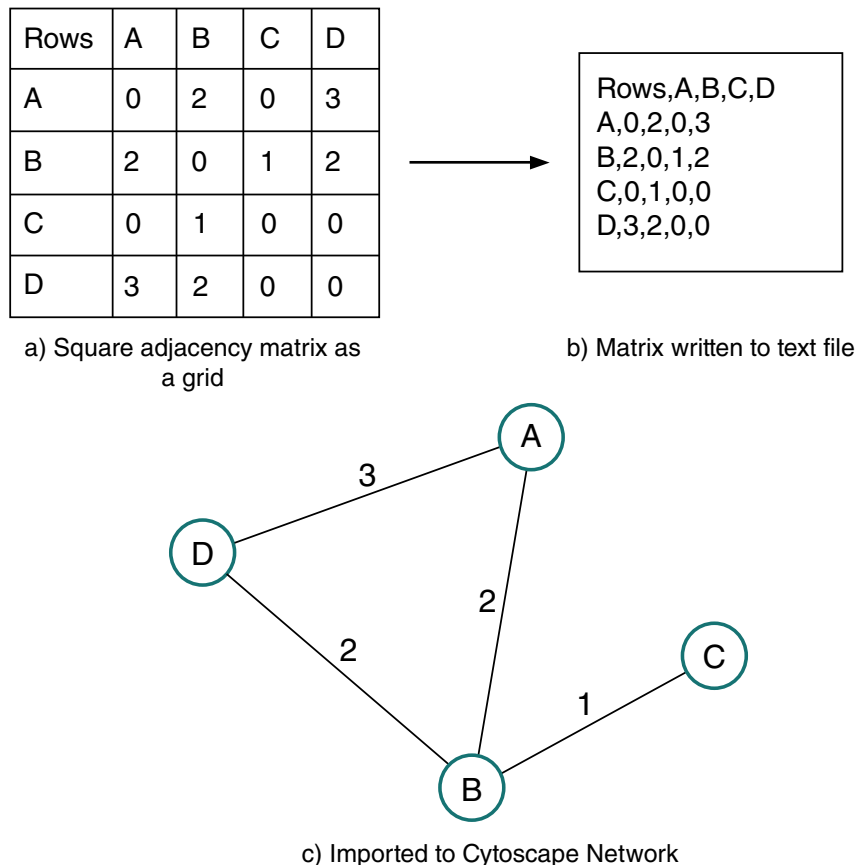 Rows A B C D
A 0 2 0 3
B 2 0 1 2
C 0 1 0 0
D 3 2 0 0
a) Square adjacency matrix as
a grid
Rows,A,B,C,D
A,0,2,0,3
B,2,0,1,2
C,0,1,0,0
D,3,2,0,0
b) Matrix written to text file
A
3
D
2
2
C
1
B
c) Imported to Cytoscape Network